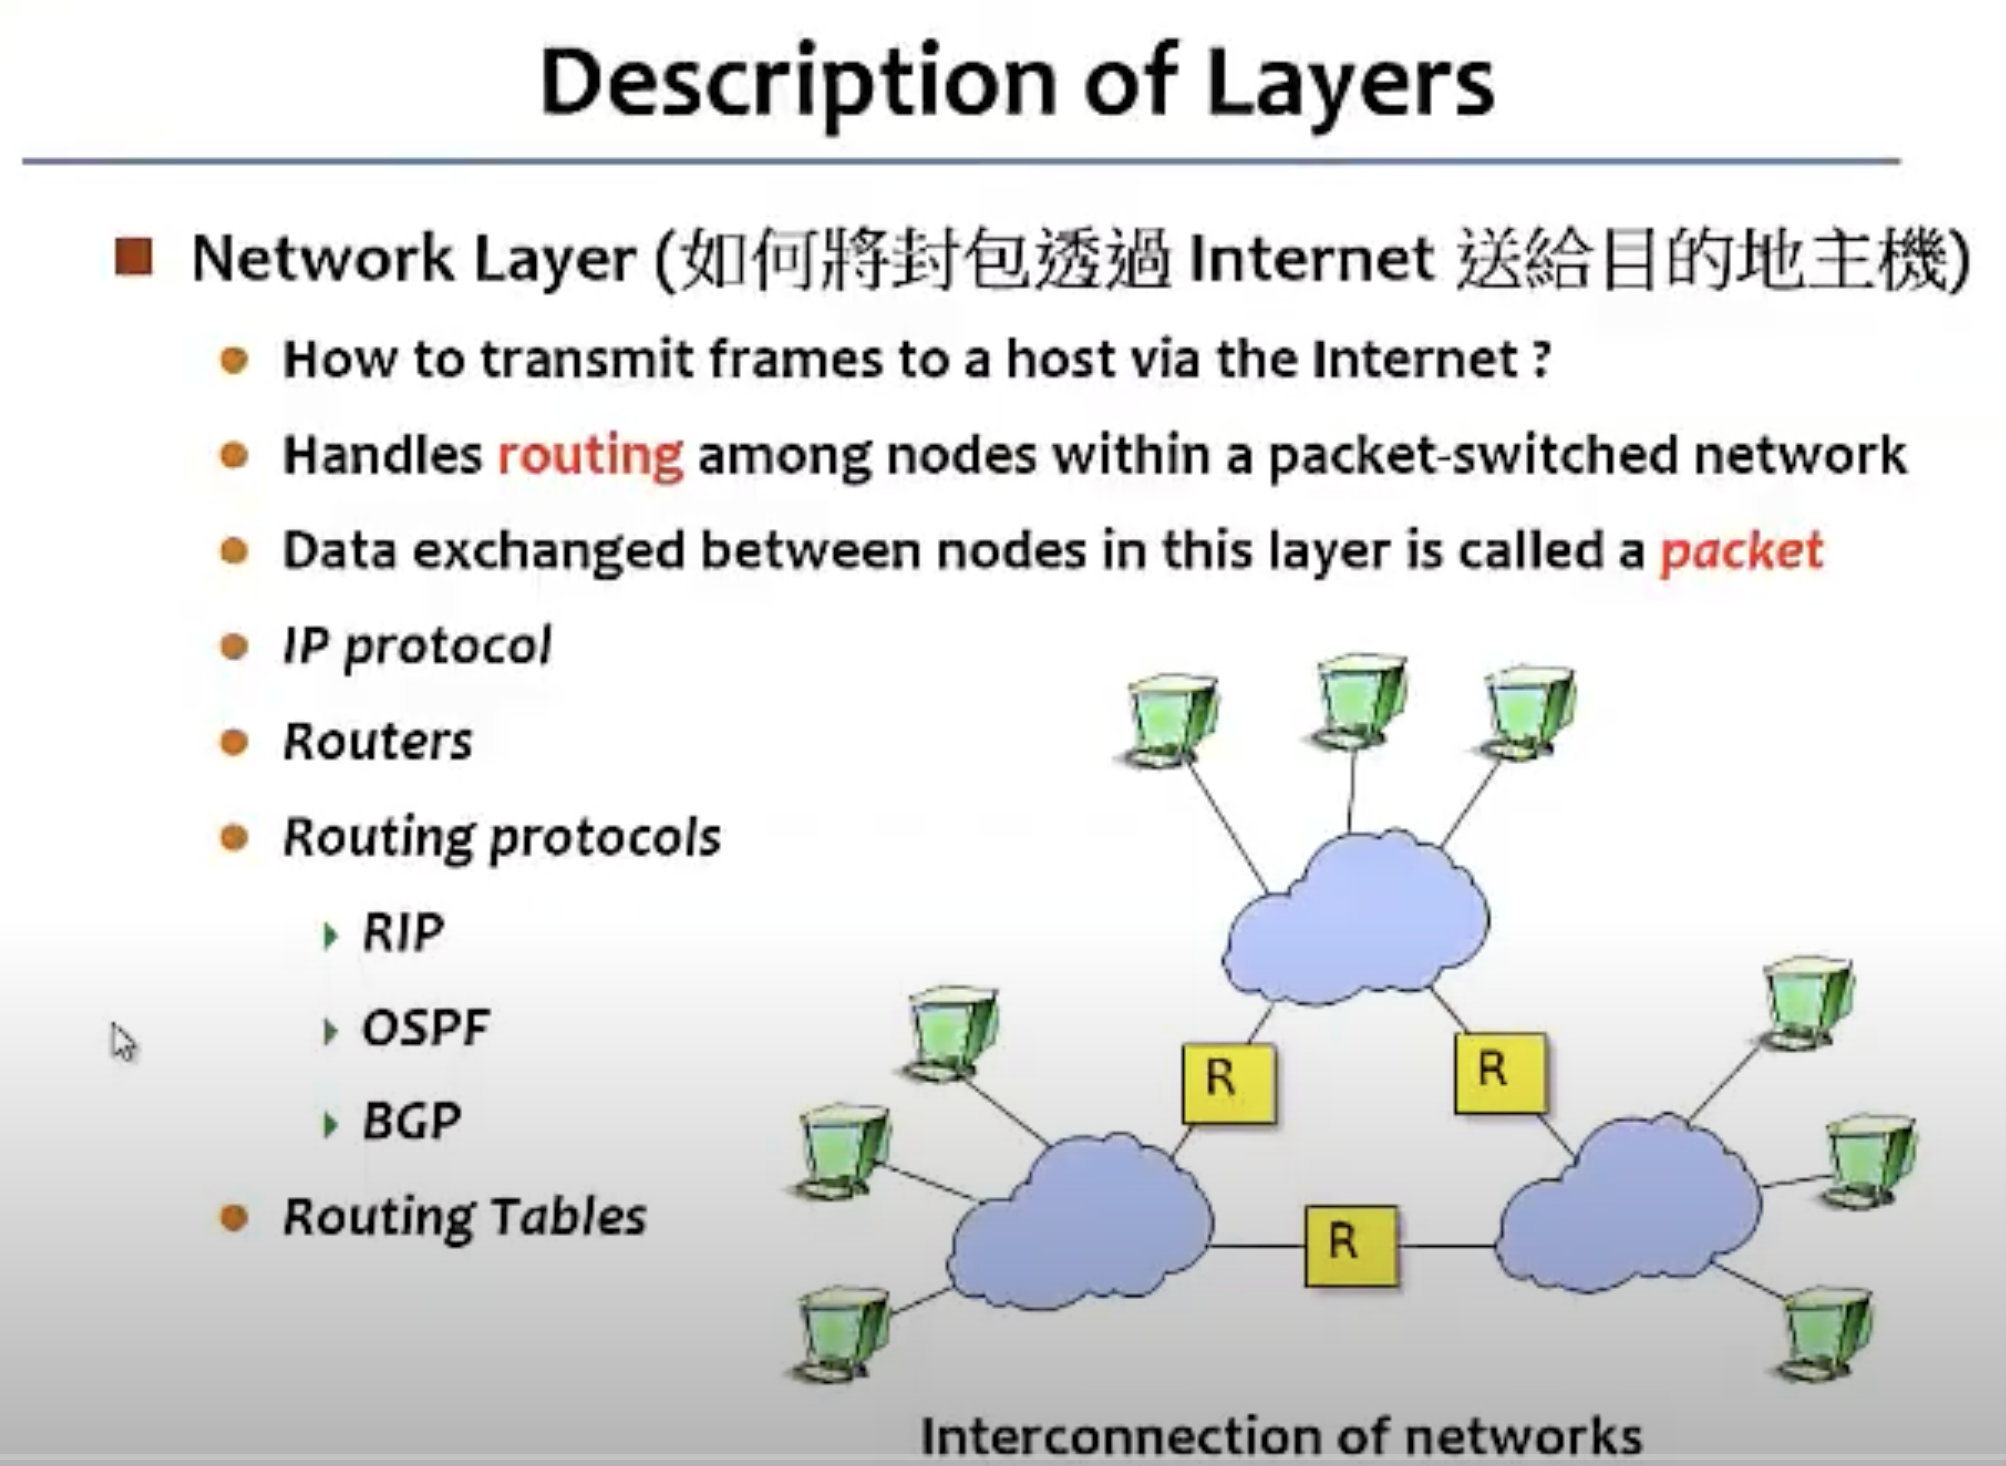 Description of Layers
Network Layer (如何將封包透過 Internet 送給目的地主機)
How to transmit frames to a host via the Internet ?
Handles routing among nodes within a packet-switched network
Data exchanged between nodes in this layer is called a packet
IP protocol
Routers
Routing protocols
RIP
OSPF
BGP
Routing Tables
R
R
R
Interconnection of networks